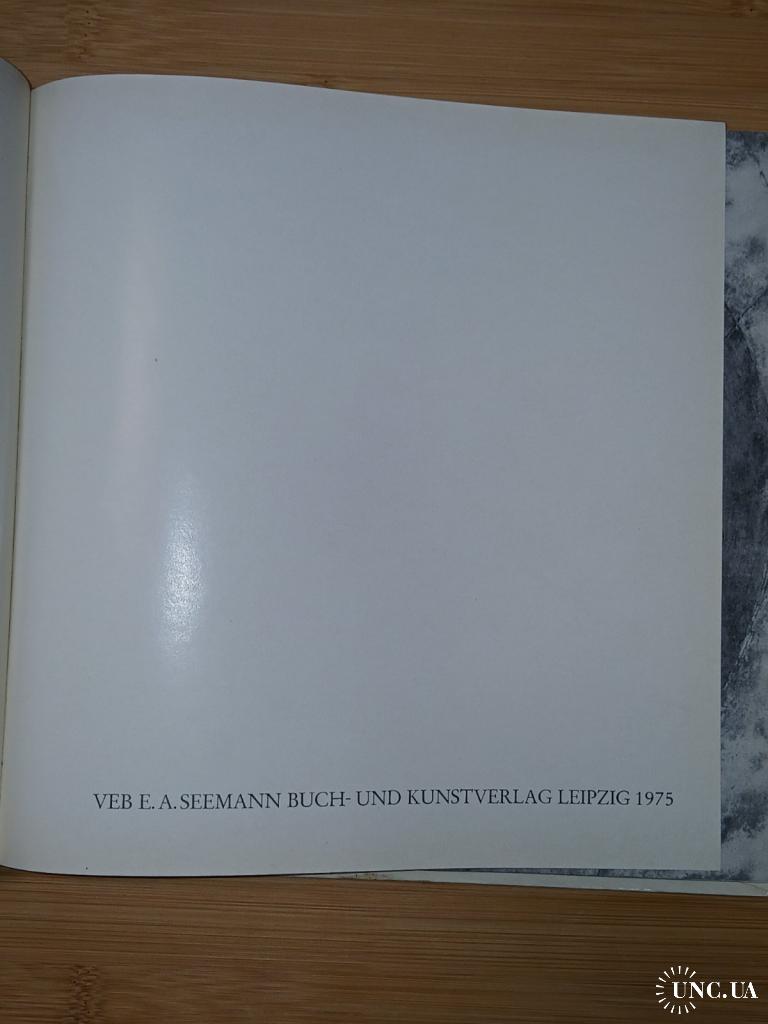 VEB E. A. SEEMANN BUCH- UND KUNSTVERLAG LEIPZIG 1975
UNC.UA